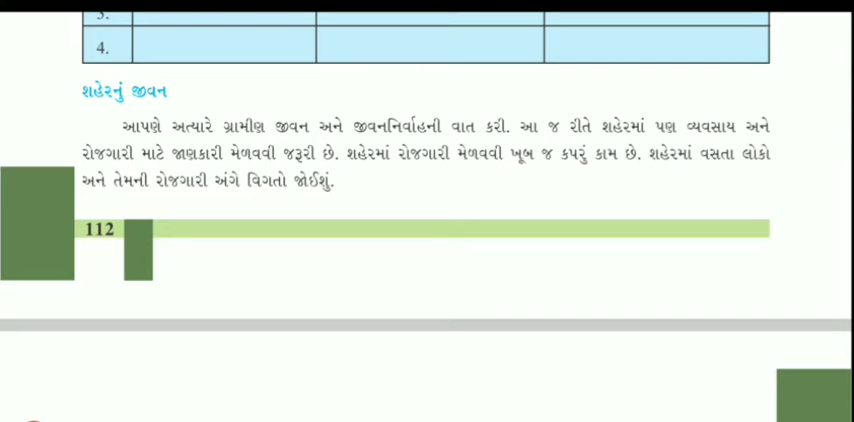 3.
4.
શહેરનું જીવન
આપણે અત્યારે ગ્રામીણ જીવન અને જીવનનિર્વાહની વાત કરી. આ જ રીતે શહેરમાં પણ વ્યવસાય અને
રોજગારી માટે જાણકારી મેળવવી જરૂરી છે. શહેરમાં રોજગારી મેળવવી ખૂબ જ કપરું કામ છે. શહેરમાં વસતા લોકો
અને તેમની રોજગારી અંગે વિગતો જોઈશું.
112